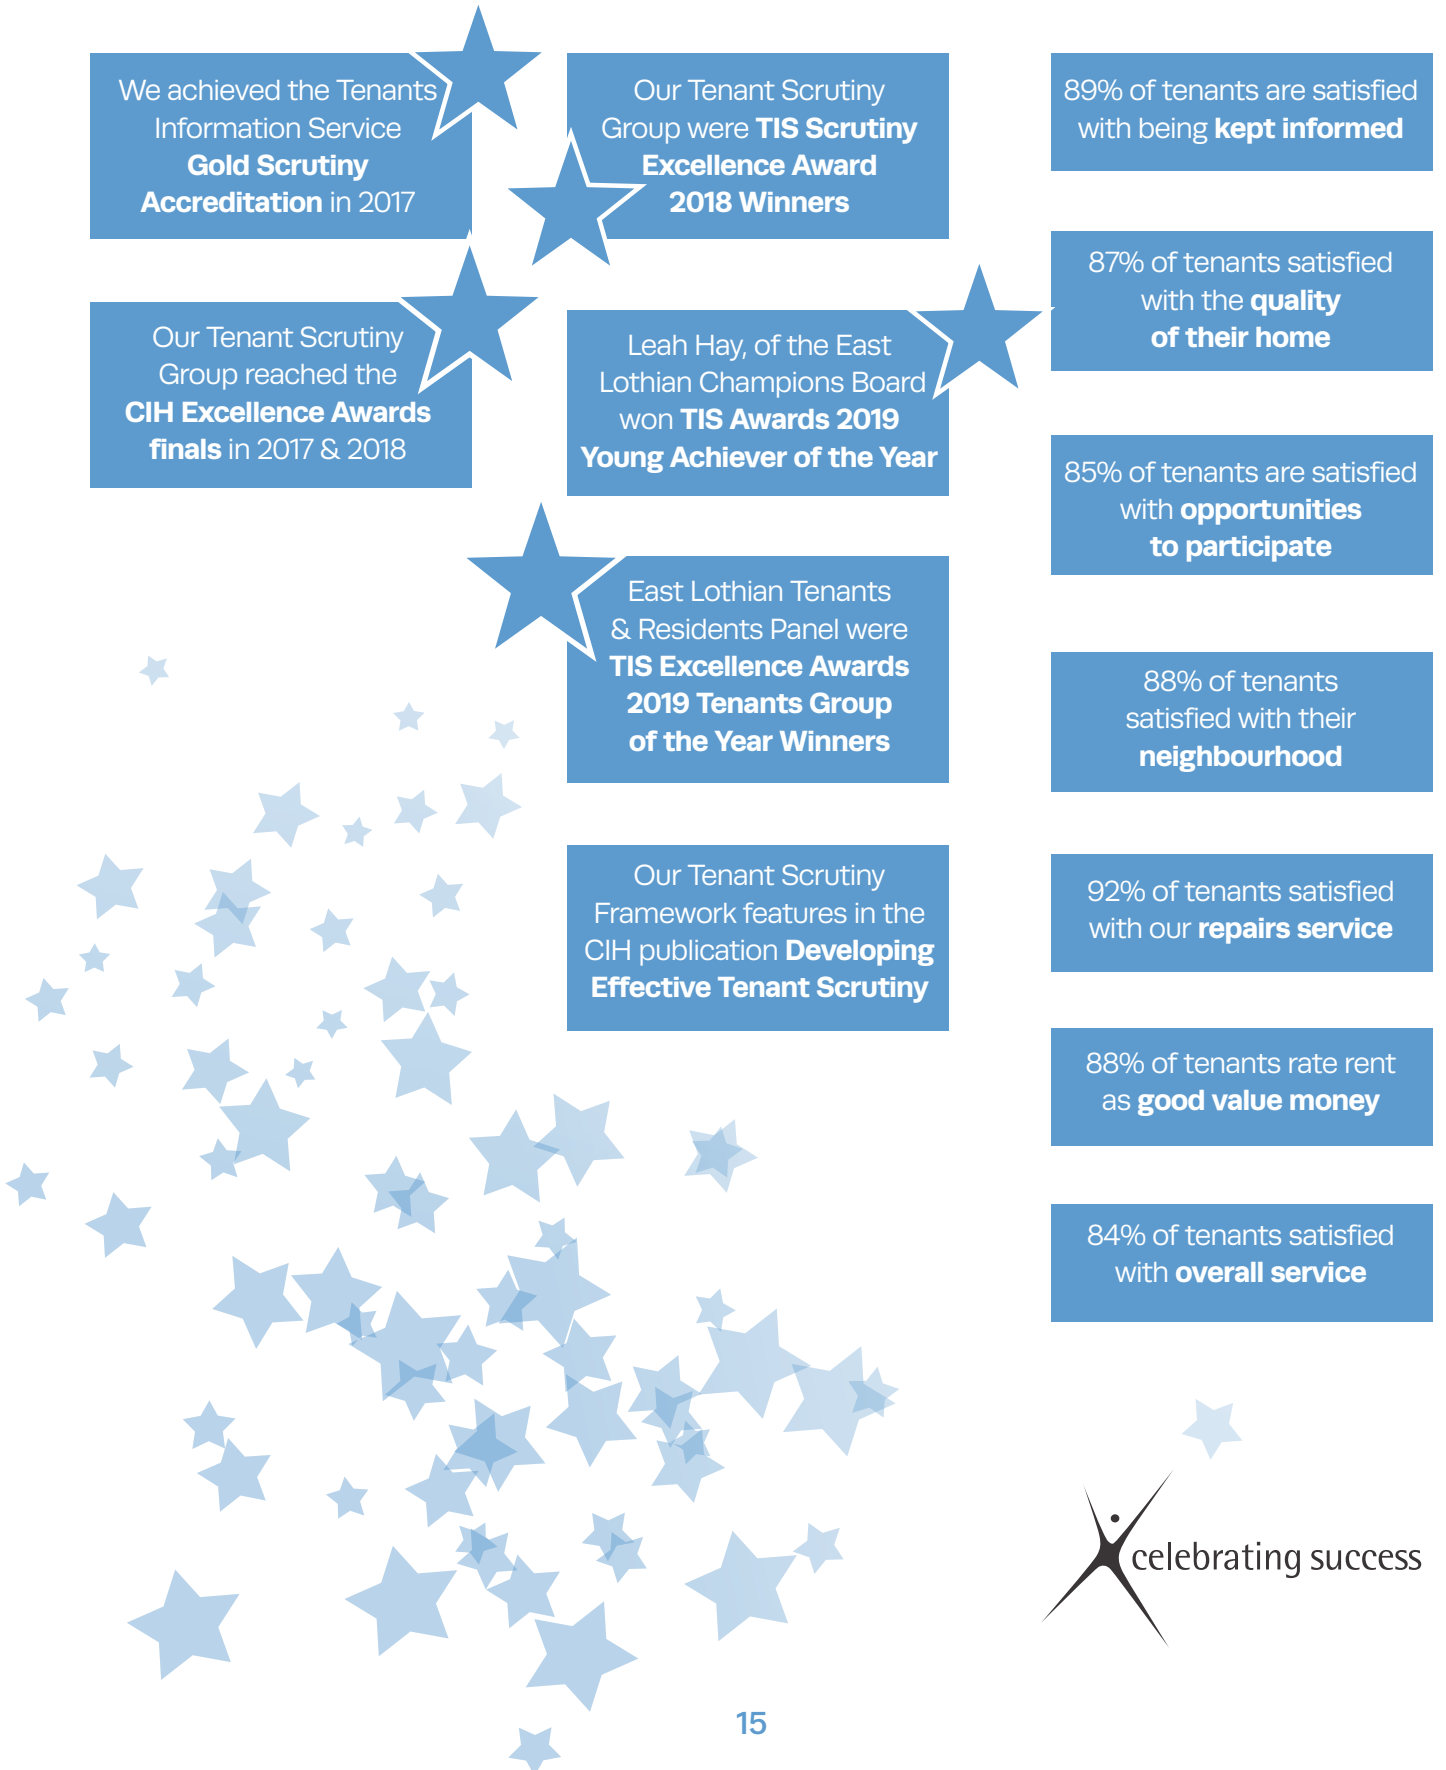 We achieved the Tenants
Information Service
Gold Scrutiny
Accreditation in 2017
Our Tenant Scrutiny
Group reached the
CIH Excellence Awards
finals in 2017 & 2018
Our Tenant Scrutiny
Group were TIS Scrutiny
Excellence Award
2018 Winners
Leah Hay, of the East
Lothian Champions Board
won TIS Awards 2019
Young Achiever of the Year
East Lothian Tenants
& Residents Panel were
TIS Excellence Awards
2019 Tenants Group
of the Year Winners
Our Tenant Scrutiny
Framework features in the
CIH publication Developing
Effective Tenant Scrutiny
89% of tenants are satisfied
with being kept informed
87% of tenants satisfied
with the quality
of their home
85% of tenants are satisfied
with opportunities
to participate
88% of tenants
satisfied with their
neighbourhood
92% of tenants satisfied
with our repairs service
88% of tenants rate rent
as good value money
84% of tenants satisfied
with overall service
celebrating success
15